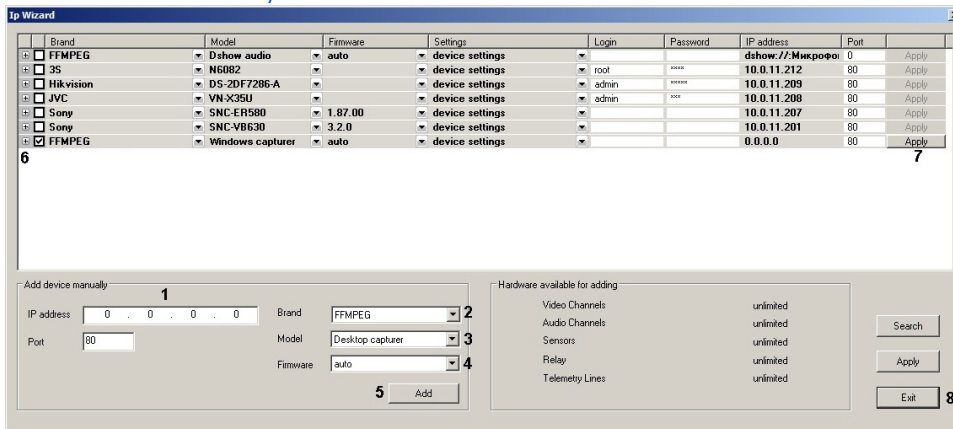 Ip Wizard
Brand Model Firmware Settings Login Password IP address Port
FFMPEG Dshow audio auto device settings dshow://:Микрофо 0 Apply
3S N6082 device settings root **** 10.0.11.212 80 Apply
Hikvision DS-2DF7286-A device settings admin ***** 10.0.11.209 80 Apply
JVC VN-X35U device settings admin *** 10.0.11.208 80 Apply
Sony SNC-ER580 1.87.00 device settings 10.0.11.207 80 Apply
Sony SNC-VB630 3.2.0 device settings 10.0.11.201 80 Apply
FFMPEG Windows capturer auto device settings 0.0.0.0 80 Apply
6 7
Add device manually
1
IP address 0 . 0 . 0 . 0 Brand FFMPEG 2
Port 80 Model Desktop capturer 3
Firmware auto 4
5 Add
Hardware available for adding
Video Channels unlimited
Audio Channels unlimited
Sensors unlimited
Relay unlimited
Telemetry Lines unlimited
Search
Apply
Exit 8